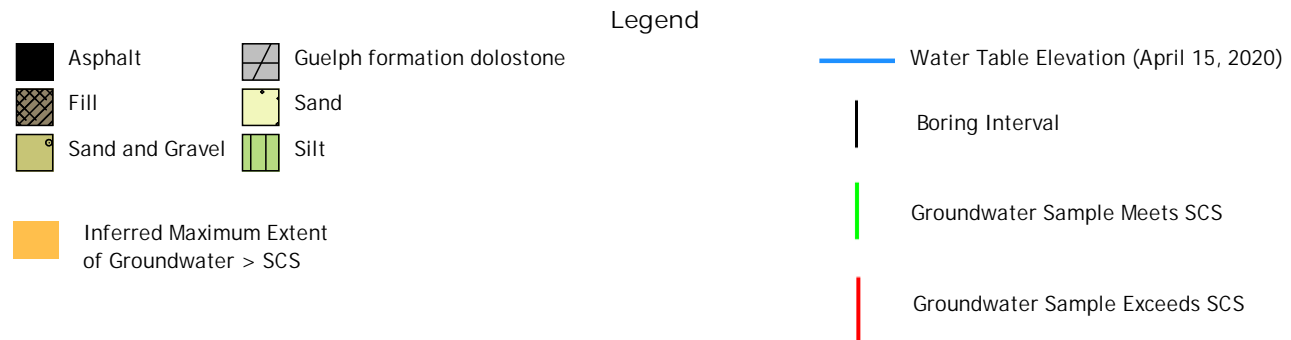 Legend
Asphalt
Fill
Sand and Gravel
Guelph formation dolostone
Sand
Silt
Inferred Maximum Extent
of Groundwater > SCS
Water Table Elevation (April 15, 2020)
Boring Interval
Groundwater Sample Meets SCS
Groundwater Sample Exceeds SCS